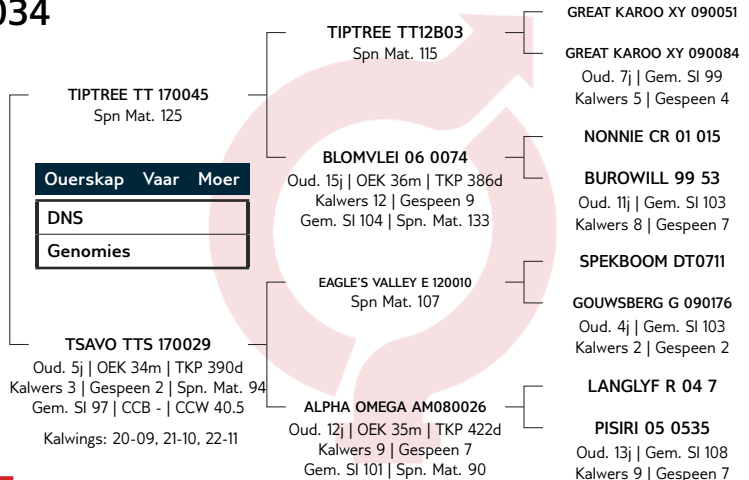 034
TIPTREE TT 170045
Spn Mat. 125
Ouerskap Vaar Moer
DNS
Genomies
TSAVO TTS 170029
Oud. 5j | OEK 34m | TKP 390d
Kalwers 3 | Gespeen 2 | Spn. Mat. 94
Gem. SI 97 | CCB - | CCW 40.5
Kalwings: 20-09, 21-10, 22-11
TIPTREE TT12B03
Spn Mat. 115
BLOMVLEI 06 0074
Oud. 15j | OEK 36m | TKP 386d
Kalwers 12 | Gespeen 9
Gem. SI 104 | Spn. Mat. 133
EAGLE'S VALLEY E 120010
Spn Mat. 107
ALPHA OMEGA AM080026
Oud. 12j | OEK 35m | TKP 422d
Kalwers 9 | Gespeen 7
Gem. SI 101 | Spn. Mat. 90
GREAT KAROO XY 090051
GREAT KAROO XY 090084
Oud. 7j | Gem. SI 99
Kalwers 5 | Gespeen 4
NONNIE CR 01 015
BUROWILL 99 53
Oud. 11j | Gem. SI 103
Kalwers 8 | Gespeen 7
SPEKBOOM DT0711
GOUWSBERG G 090176
Oud. 4j | Gem. SI 103
Kalwers 2 | Gespeen 2
LANGLYF R 04 7
PISIRI 05 0535
Oud. 13j | Gem. SI 108
Kalwers 9 | Gespeen 7